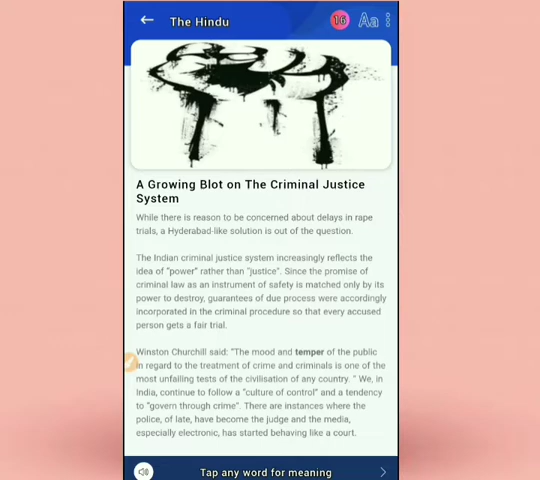 The Hindu
16
Aa
A Growing Blot on The Criminal Justice
System
While there is reason to be concerned about delays in rape
trials, a Hyderabad-like solution is out of the question.
The Indian criminal justice system increasingly reflects the
idea of "power" rather than "justice". Since the promise of
criminal law as an instrument of safety is matched only by its
power to destroy, guarantees of due process were accordingly
incorporated in the criminal procedure so that every accused
person gets a fair trial.
Winston Churchill said: "The mood and temper of the public
in regard to the treatment of crime and criminals is one of the
most unfailing tests of the civilisation of any country. " We, in
India, continue to follow a "culture of control" and a tendency
to "govern through crime". There are instances where the
police, of late, have become the judge and the media,
especially electronic, has started behaving like a court.
Tap any word for meaning